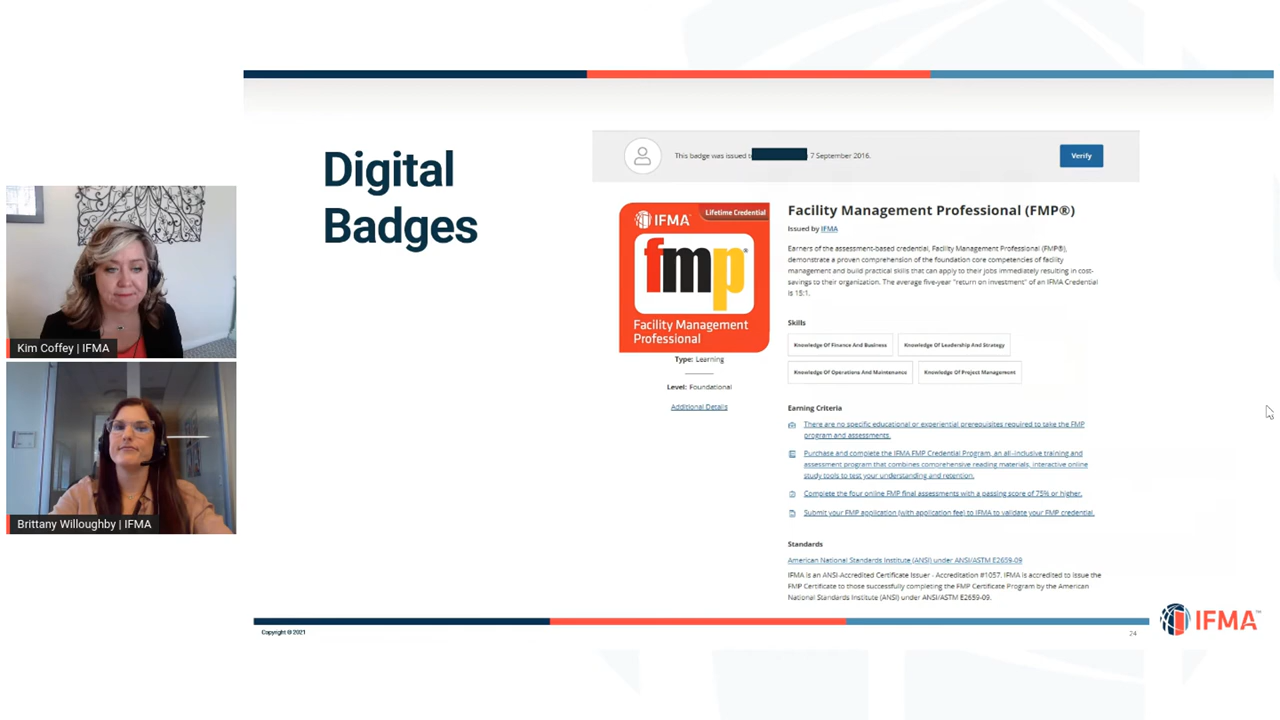 Digital
Badges
This badge was issued t 7 September 2016.
Verify
IFMA
Lifetime Credential
fmp
Facility Management
Professional
Type: Learning
Level: Foundational
Additional Details
Facility Management Professional (FMP®)
Issued by IFMA
Earners of the assessment-based credential, Facility Management Professional (FMP®),
demonstrate a proven comprehension of the foundation core competencies of facility
management and build practical skills that can apply to their jobs immediately resulting in cost-
savings to their organization. The average five-year "return on investment" of an IFMA Credential
is 15:1.
Skills
Knowledge Of Finance And Business
Knowledge Of Leadership And Strategy
Knowledge Of Operations And Maintenance
Knowledge Of Project Management
Earning Criteria
There are no specific educational or experiential prerequisites required to take the FMP
program and assessments.
Purchase and complete the IFMA FMP Credential Program, an all-inclusive training and
assessment program that combines comprehensive reading materials, interactive online
study tools to test your understanding and retention.
Complete the four online FMP final assessments with a passing score of 75% or higher.
Submit your FMP application (with application fee) to IFMA to validate your FMP credential.
Standards
American National Standards Institute (ANSI) under ANSI/ASTM E2659-09
IFMA is an ANSI-Accredited Certificate Issuer - Accreditation #1057. IFMA is accredited to issue the
FMP Certificate to those successfully completing the FMP Certificate Program by the American
National Standards Institute (ANSI) under ANSI/ASTM E2659-09.
Kim Coffey | IFMA
Brittany Willoughby | IFMA
Copyright © 2021
24
IFMA™